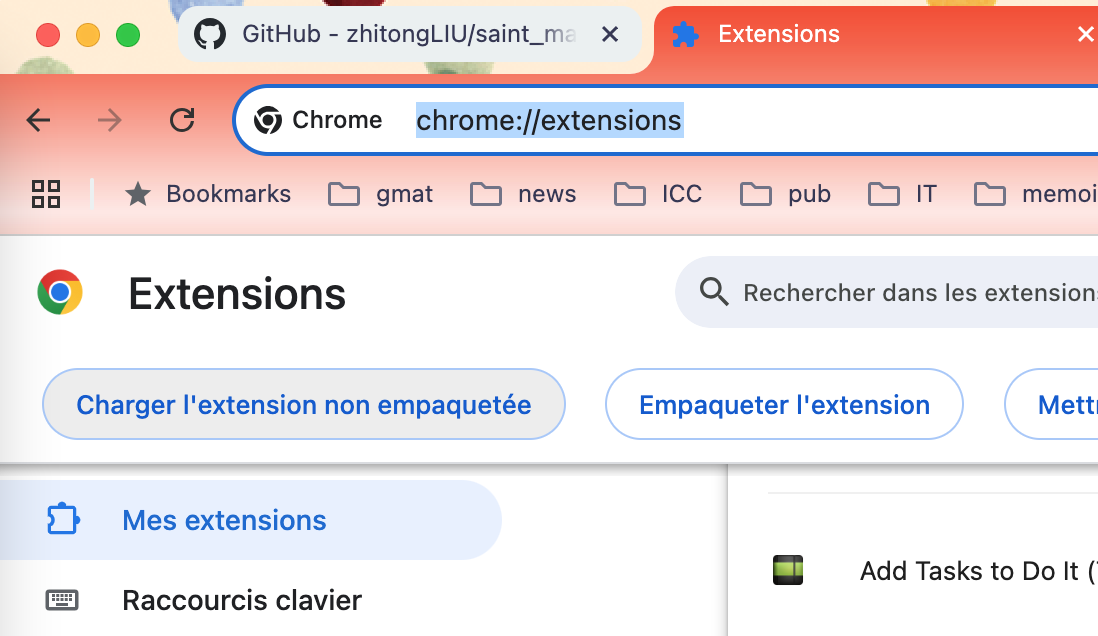 GitHub - zhitongLIU/saint_ma
Extensions
Chrome chrome://extensions
Bookmarks gmat news ICC pub IT memoi
Extensions
Rechercher dans les extensions
Charger l'extension non empaquetée Empaqueter l'extension Mettr
Mes extensions
Add Tasks to Do It (
Raccourcis clavier